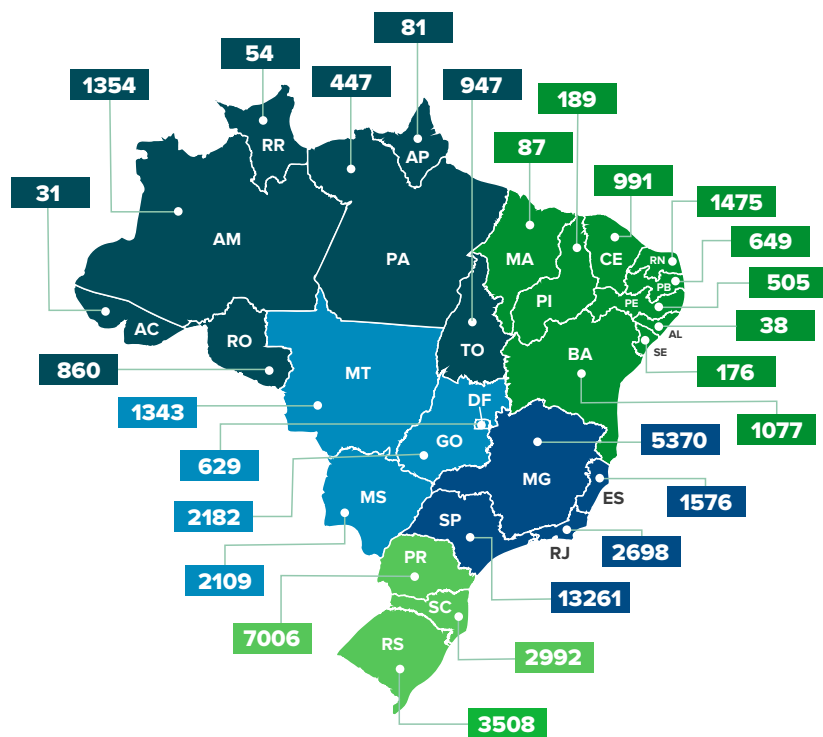 81
54
1354
447
947
189
87
991
31
1475
649
505
38
176
1077
860
1343
629
2182
2109
7006
5370
1576
2698
13261
2992
3508
RR
AP
AM
PA
MA
CE
RN
PB
PE
AL
SE
PI
AC
RO
TO
BA
MT
DF
GO
MG
ES
MS
SP
RJ
PR
SC
RS